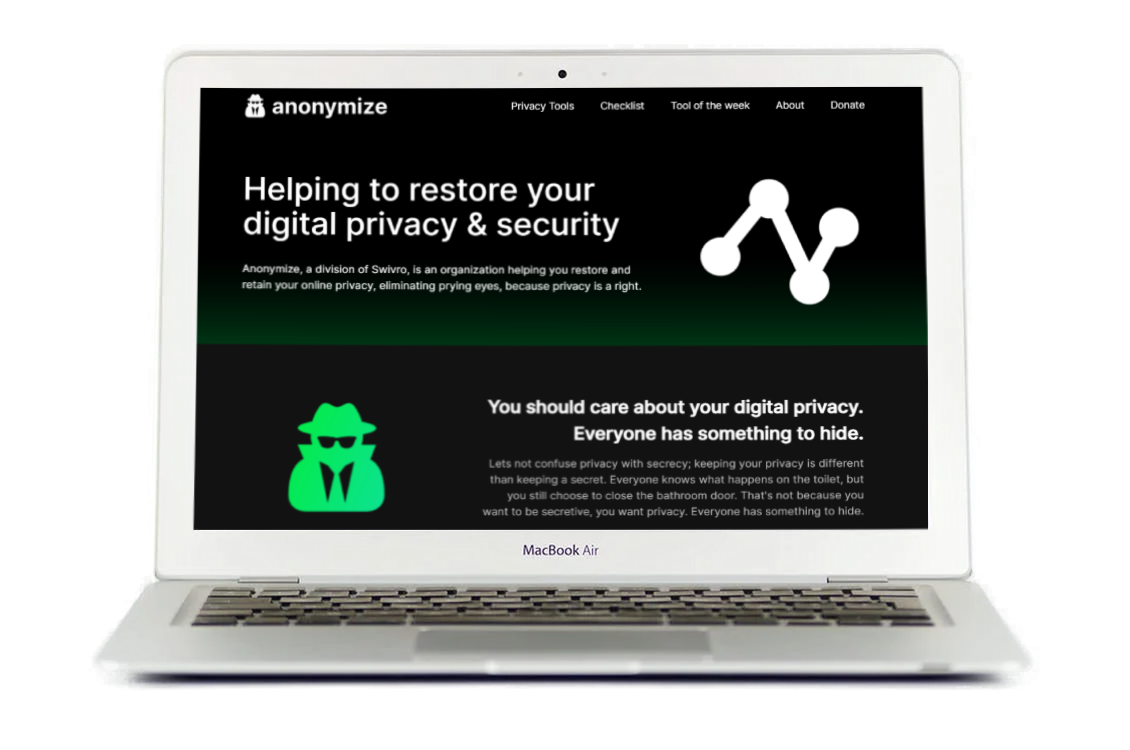 anonymize
Privacy Tools Checklist Tool of the week About Donate
Helping to restore your
digital privacy & security
Anonymize, a division of Swivro, is an organization helping you restore and
retain your online privacy, eliminating prying eyes, because privacy is a right.
You should care about your digital privacy.
Everyone has something to hide.
Lets not confuse privacy with secrecy; keeping your privacy is different
than keeping a secret. Everyone knows what happens on the toilet, but
you still choose to close the bathroom door. That's not because you
want to be secretive, you want privacy. Everyone has something to hide.
MacBook Air